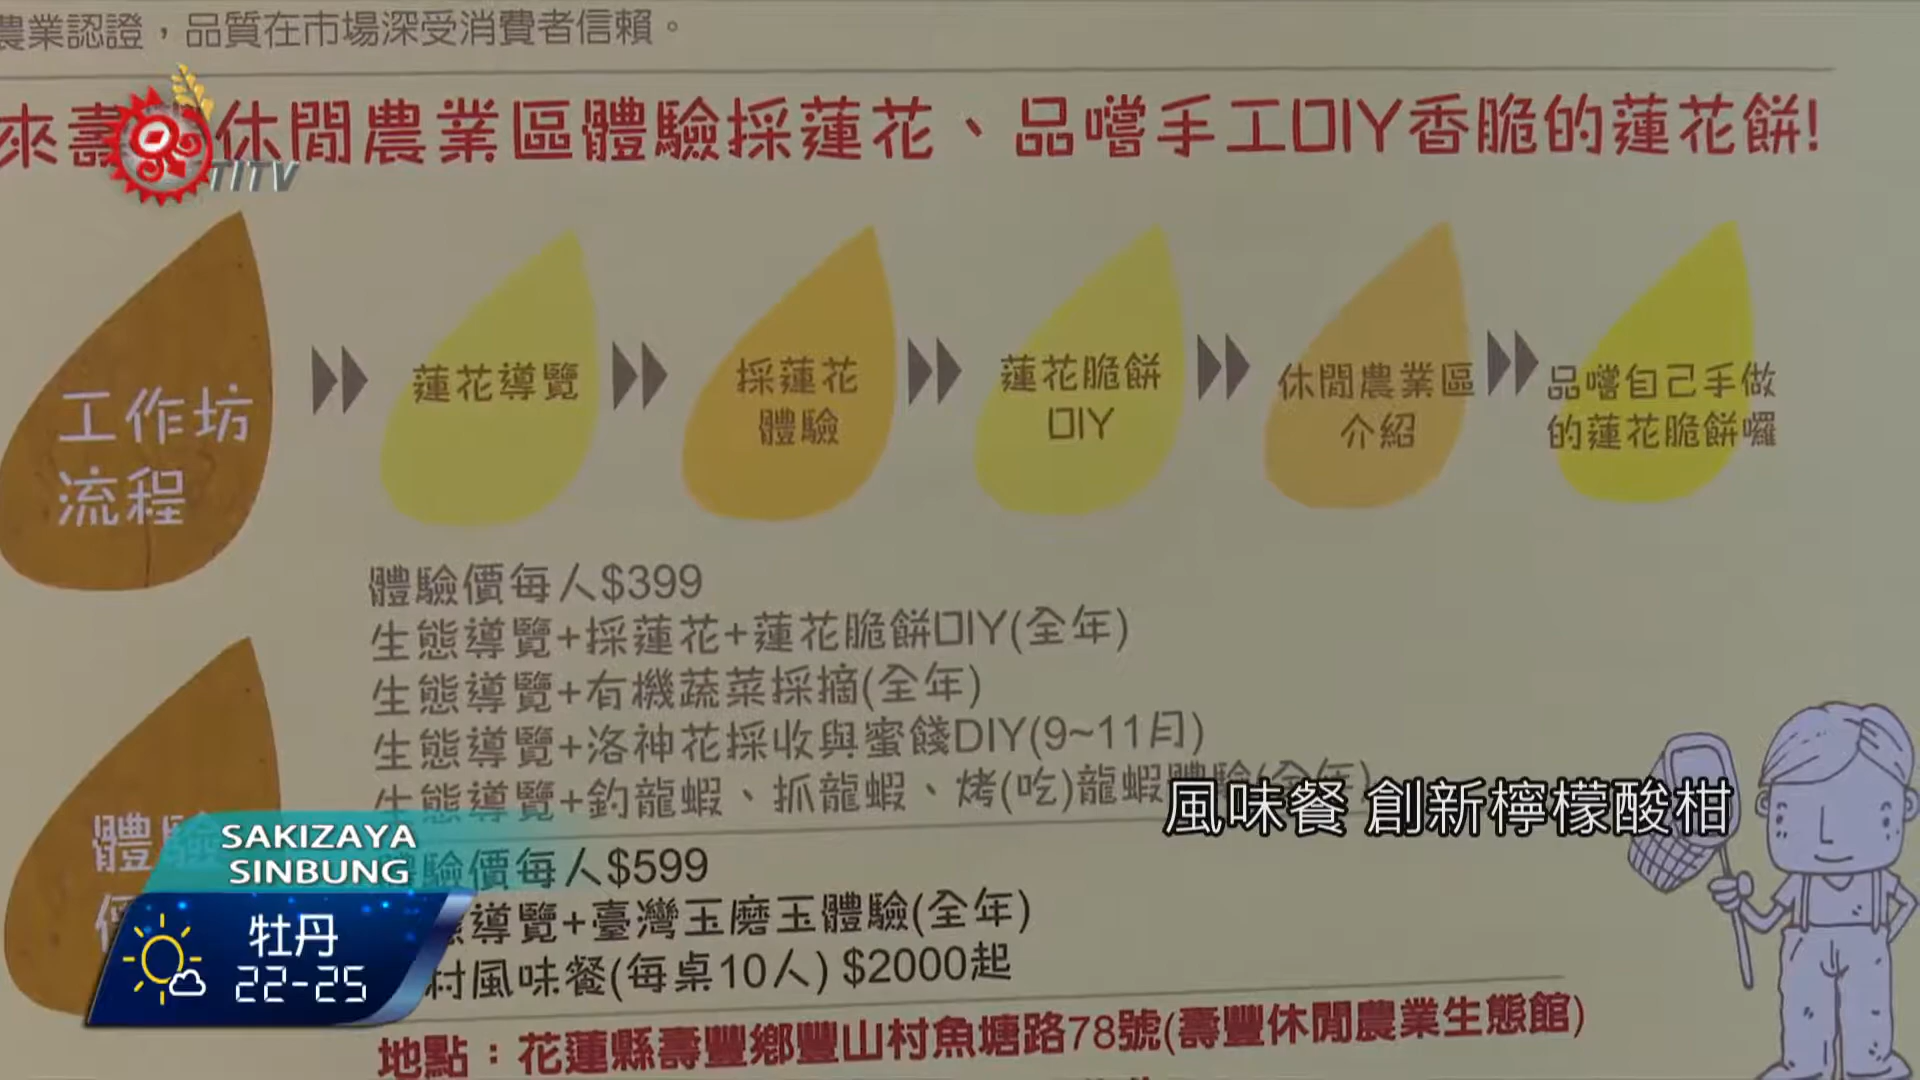 農業認證，品質在市場深受消費者信賴。
來壽 休閒農業區體驗採蓮花、品嚐手工DIY香脆的蓮花餅!
TITV
工作坊
流程
蓮花導覽
採蓮花
體驗
蓮花脆餅
DIY
休閒農業區
介紹
品嚐自己手做
的蓮花脆餅囉
體驗價每人$399
生態導覽+採蓮花+蓮花脆餅DIY(全年)
生態導覽+有機蔬菜採摘(全年)
生態導覽+洛神花採收與蜜餞DIY(9~11月)
生態導覽+釣龍蝦、抓龍蝦、烤(吃)龍蝦體驗(全年)
風味餐 創新檸檬酸柑
體驗
體驗價每人$599
態導覽+臺灣玉磨玉體驗(全年)
村風味餐(每桌10人) $2000起
SAKIZAYA
SINBUNG
牡丹
22-25
地點：花蓮縣壽豐鄉豐山村魚塘路78號(壽豐休閒農業生態館)